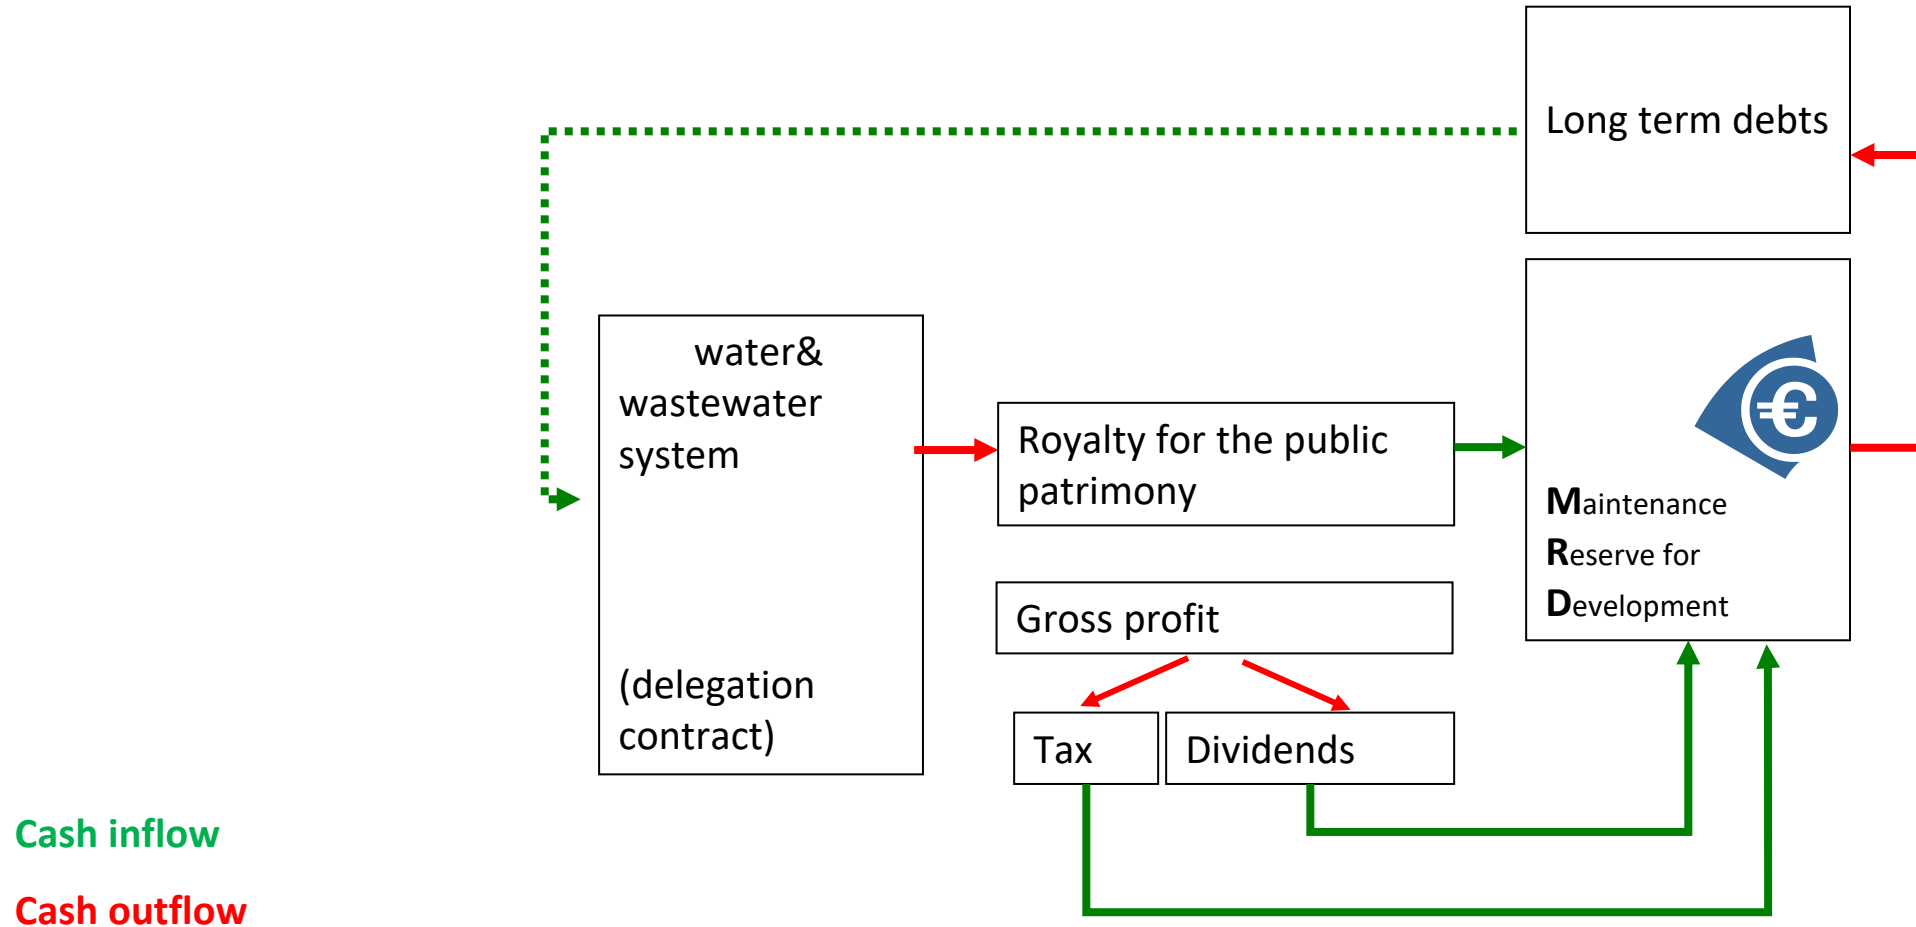 Long term debts
water&
wastewater
system
(delegation
contract)
Royalty for the public
patrimony
€
Maintenance
Reserve for
Development
Gross profit
Tax
Dividends
Cash inflow
Cash outflow